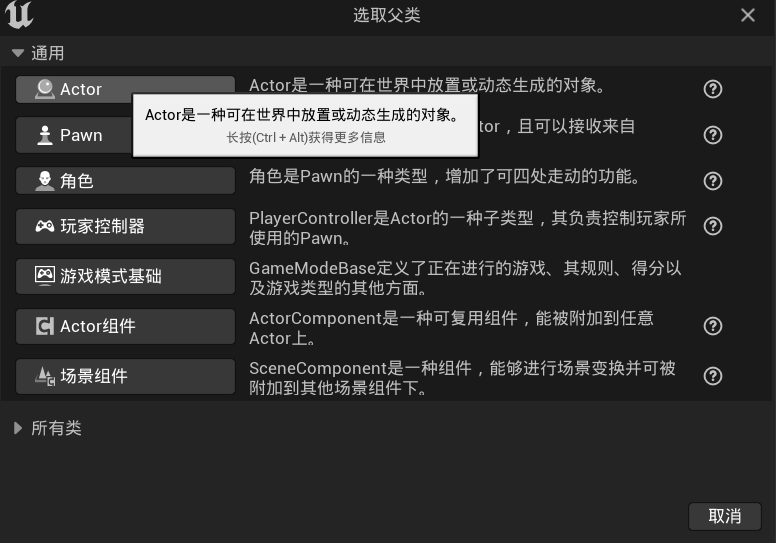 选取父类
通用
Actor
Actor是一种可在世界中放置或动态生成的对象。
Actor是一种可在世界中放置或动态生成的对象。
长按(Ctrl + Alt)获得更多信息
Pawn
tor，且可以接收来自
角色
角色是Pawn的一种类型，增加了可四处走动的功能。
玩家控制器
PlayerController是Actor的一种子类型，其负责控制玩家所
使用的Pawn。
游戏模式基础
GameModeBase定义了正在进行的游戏、其规则、得分以
及游戏类型的其他方面。
Actor组件
ActorComponent是一种可复用组件，能被附加到任意
Actor上。
场景组件
SceneComponent是一种组件，能够进行场景变换并可被
附加到其他场景组件下。
所有类
取消